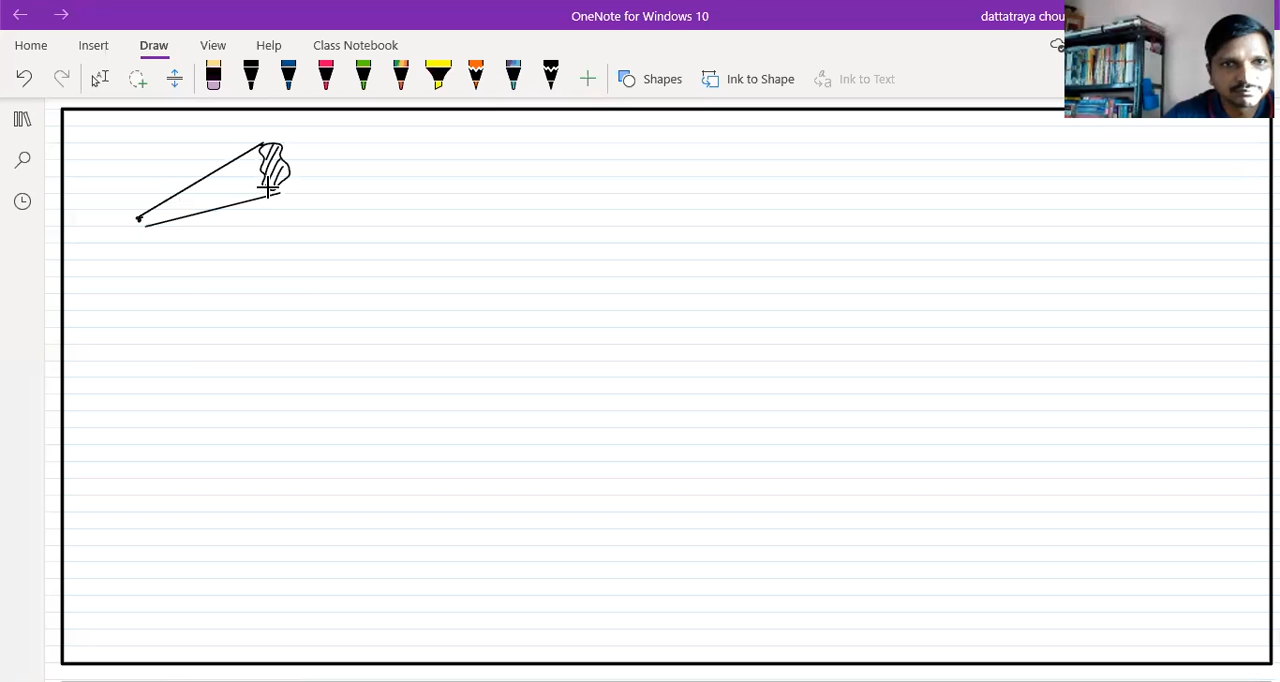 OneNote for Windows 10
dattatraya chou
Home Insert Draw View Help Class Notebook
Shapes Ink to Shape Ink to Text